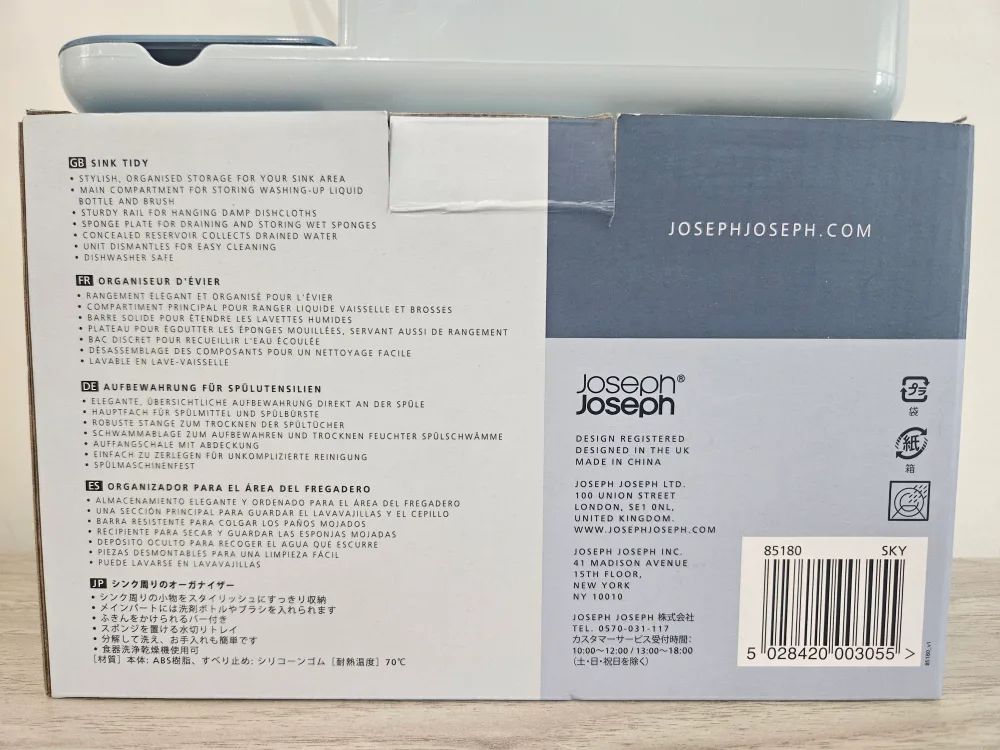 GB SINK TIDY
• STYLISH, ORGANISED STORAGE FOR YOUR SINK AREA
• MAIN COMPARTMENT FOR STORING WASHING-UP LIQUID
BOTTLE AND BRUSH
• STURDY RAIL FOR HANGING DAMP DISHCLOTHS
• SPONGE PLATE FOR DRAINING AND STORING WET SPONGES
• CONCEALED RESERVOIR COLLECTS DRAINED WATER
• UNIT DISMANTLES FOR EASY CLEANING
• DISHWASHER SAFE
FR ORGANISEUR D'ÉVIER
• RANGEMENT ÉLÉGANT ET ORGANISÉ POUR L'ÉVIER
• COMPARTIMENT PRINCIPAL POUR RANGER LIQUIDE VAISSELLE ET BROSSES
• BARRE SOLIDE POUR ÉTENDRE LES LAVETTES HUMIDES
• PLATEAU POUR ÉGOUTTER LES ÉPONGES MOUILLÉES, SERVANT AUSSI DE RANGEMENT
• BAC DISCRET POUR RECUEILLIR L'EAU ÉCOULÉE
• DÉSASSEMBLAGE DES COMPOSANTS POUR UN NETTOYAGE FACILE
• LAVABLE EN LAVE-VAISSELLE
DE AUFBEWAHRUNG FÜR SPÜLUTENSILIEN
• ELEGANTE, ÜBERSICHTLICHE AUFBEWAHRUNG DIREKT AN DER SPÜLE
• HAUPTFACH FÜR SPÜLMITTEL UND SPÜLBÜRSTE
• ROBUSTE STANGE ZUM TROCKNEN DER SPÜLTÜCHER
• SCHWAMMABLAGE ZUM AUFBEWAHREN UND TROCKNEN FEUCHTER SPÜLSCHWÄMME
• AUFFANGSCHALE MIT ABDECKUNG
• EINFACH ZU ZERLEGEN FÜR UNKOMPLIZIERTE REINIGUNG
• SPÜLMASCHINENFEST
ES ORGANIZADOR PARA EL ÁREA DEL FREGADERO
• ALMACENAMIENTO ELEGANTE Y ORDENADO PARA EL ÁREA DEL FREGADERO
• UNA SECCIÓN PRINCIPAL PARA GUARDAR EL LAVAVAJILLAS Y EL CEPILLO
• BARRA RESISTENTE PARA COLGAR LOS PAÑOS MOJADOS
• RECIPIENTE PARA SECAR Y GUARDAR LAS ESPONJAS MOJADAS
• DEPÓSITO OCULTO PARA RECOGER EL AGUA QUE ESCURRE
• PIEZAS DESMONTABLES PARA UNA LIMPIEZA FÁCIL
• PUEDE LAVARSE EN LAVAVAJILLAS
JP シンク周りのオーガナイザー
• シンク周りの小物をスタイリッシュにすっきり収納
• メインパートには洗剤ボトルやブラシを入れられます
• ふきんをかけられるバー付き
• スポンジを置ける水切りトレイ
• 分解して洗え、お手入れも簡単です
• 食器洗浄乾燥機使用可
［材質］本体: ABS樹脂、すべり止め: シリコーンゴム［耐熱温度］70℃
JOSEPHJOSEPH.COM
Joseph®
Joseph
DESIGN REGISTERED
DESIGNED IN THE UK
MADE IN CHINA
JOSEPH JOSEPH LTD.
100 UNION STREET
LONDON, SE1 0NL,
UNITED KINGDOM.
WWW.JOSEPHJOSEPH.COM
JOSEPH JOSEPH INC.
41 MADISON AVENUE
15TH FLOOR,
NEW YORK
NY 10010
JOSEPH JOSEPH 株式会社
TEL. 0570-031-117
カスタマーサービス受付時間:
10:00～12:00 / 13:00～18:00
(土・日・祝日を除く)
プラ
袋
紙
箱
85180 SKY
5 028420 003055 >
85180_v1